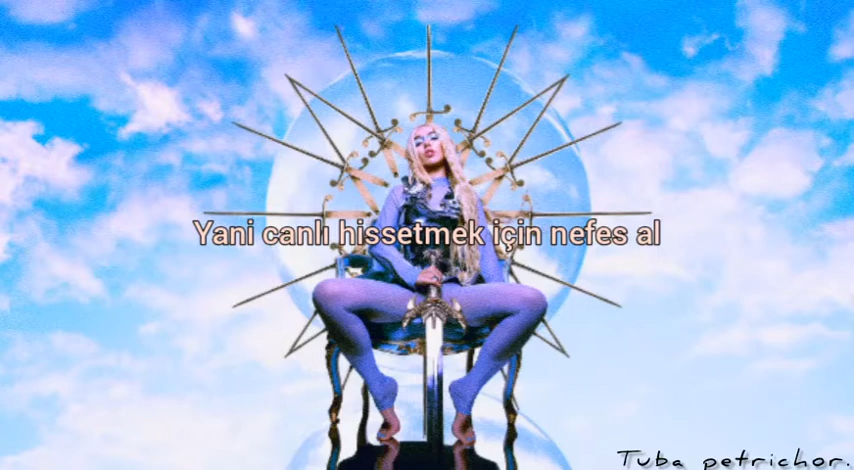 Yani canlı hissetmek için nefes al
Tuba petrichor.